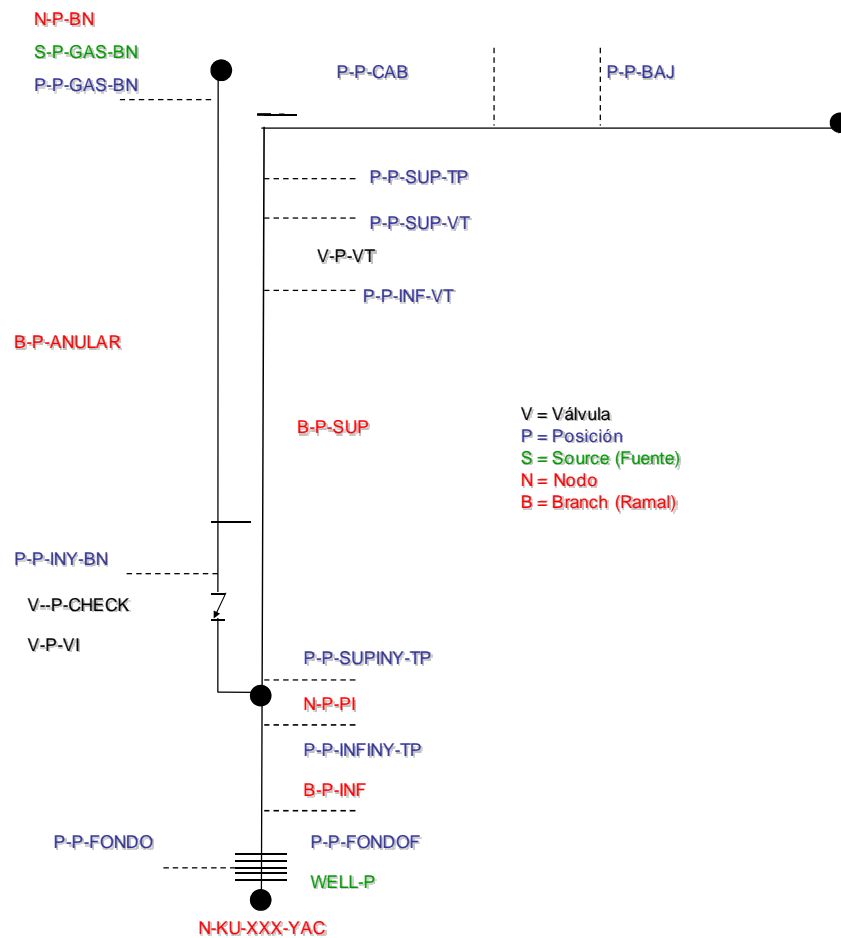 N-P-BN
S-P-GAS-BN
P-P-GAS-BN
P-P-CAB
P-P-BAJ
P-P-SUP-TP
P-P-SUP-VT
V-P-VT
P-P-INF-VT
B-P-ANULAR
B-P-SUP
V = Válvula
P = Posición
S = Source (Fuente)
N = Nodo
B = Branch (Ramal)
P-P-INY-BN
V--P-CHECK
V-P-VI
P-P-SUPINY-TP
N-P-PI
P-P-INFINY-TP
B-P-INF
P-P-FONDO
P-P-FONDOF
WELL-P
N-KU-XXX-YAC